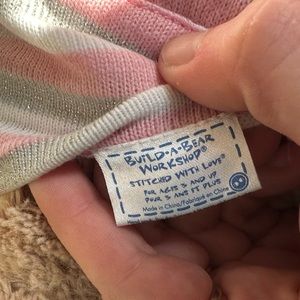 BUILD-A-BEAR
WORKSHOP®
STITCHED WITH LOVE®
FOR AGES 3 AND UP
POUR 3 ANS ET PLUS
Made in China/Fabriqué en Chine